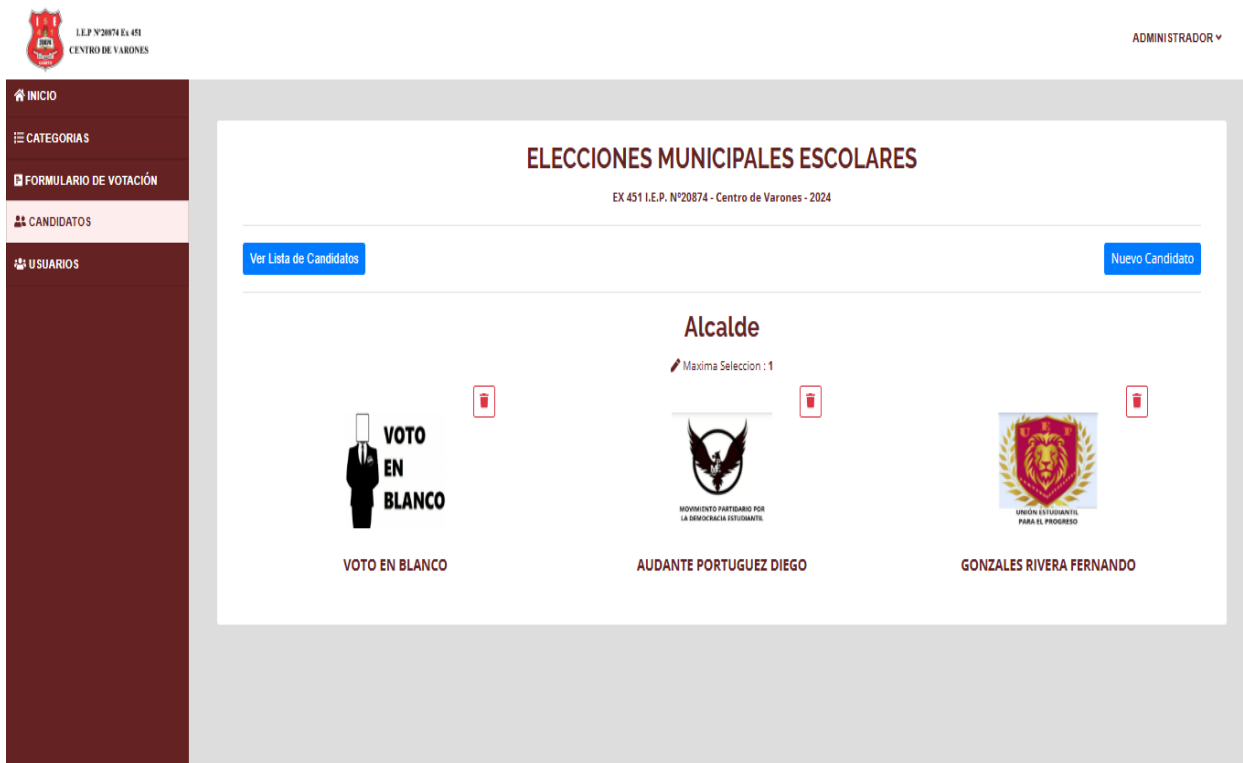 I.E.P Nº20874 Ex 451
CENTRO DE VARONES
ADMINISTRADOR
INICIO
CATEGORIAS
FORMULARIO DE VOTACIÓN
CANDIDATOS
USUARIOS
ELECCIONES MUNICIPALES ESCOLARES
EX 451 I.E.P. Nº20874 - Centro de Varones - 2024
Ver Lista de Candidatos
Nuevo Candidato
Alcalde
Maxima Seleccion : 1
VOTO
EN
BLANCO
VOTO EN BLANCO
MOVIMIENTO PARTIDARIO POR
LA DEMOCRACIA ESTUDIANTIL
AUDANTE PORTUGUEZ DIEGO
U E P
UNIÓN ESTUDIANTIL
PARA EL PROGRESO
GONZALES RIVERA FERNANDO